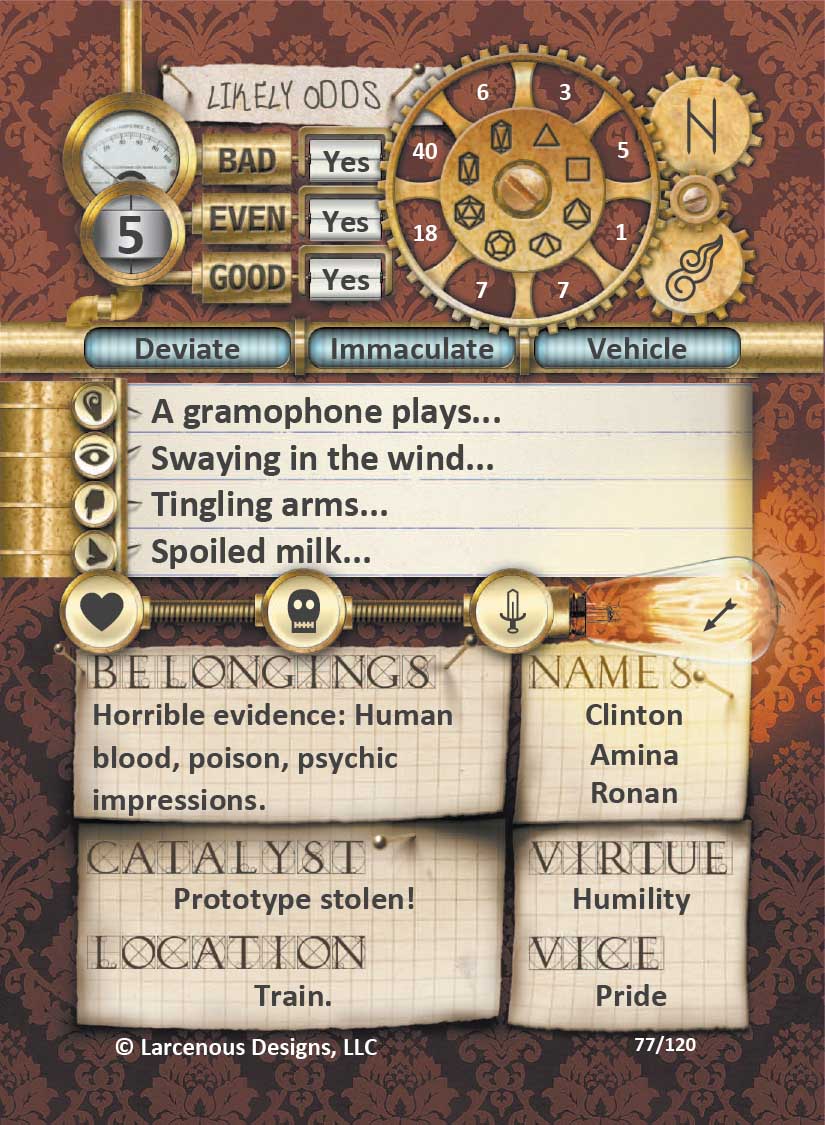 LIKELY ODDS
BAD Yes
5
EVEN Yes
GOOD Yes
6
3
5
1
7
7
18
40
Deviate Immaculate Vehicle
A gramophone plays...
Swaying in the wind...
Tingling arms...
Spoiled milk...
BELONGINGS
Horrible evidence: Human
blood, poison, psychic
impressions.
NAMES
Clinton
Amina
Ronan
CATALYST
Prototype stolen!
LOCATION
Train.
VIRTUE
Humility
VICE
Pride
© Larcenous Designs, LLC
77/120